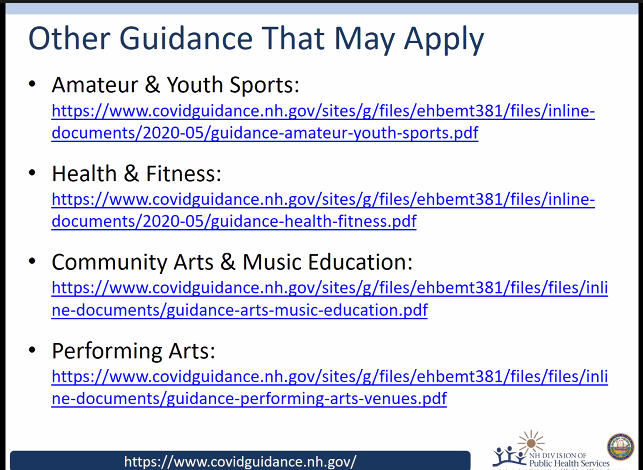 Other Guidance That May Apply
• Amateur & Youth Sports:
https://www.covidguidance.nh.gov/sites/g/files/ehbemt381/files/inline-
documents/2020-05/guidance-amateur-youth-sports.pdf
• Health & Fitness:
https://www.covidguidance.nh.gov/sites/g/files/ehbemt381/files/inline-
documents/2020-05/guidance-health-fitness.pdf
• Community Arts & Music Education:
https://www.covidguidance.nh.gov/sites/g/files/ehbemt381/files/files/inli
ne-documents/guidance-arts-music-education.pdf
• Performing Arts:
https://www.covidguidance.nh.gov/sites/g/files/ehbemt381/files/files/inli
ne-documents/guidance-performing-arts-venues.pdf
https://www.covidguidance.nh.gov/
NH DIVISION OF
Public Health Services